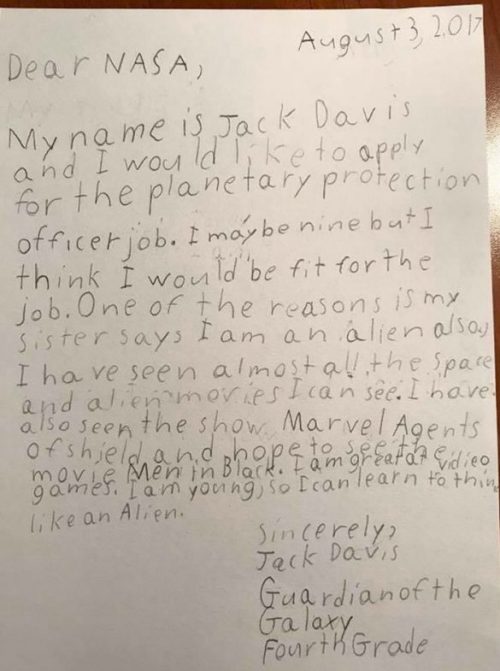 August 3, 2017
Dear NASA,
My name is Jack Davis
and I would like to apply
for the planetary protection
officer job. I may be nine but I
think I would be fit for the
job. One of the reasons is my
sister says I am an alien also,
I have seen almost all the space
and alien movies I can see. I have
also seen the show Marvel Agents
of shield and hope to see the
movie Men in Black. I am great at vidieo
games. I am young, so I can learn to think
like an Alien.
Sincerely,
Jack Davis
Guardian of the
Galaxy
Fourth Grade